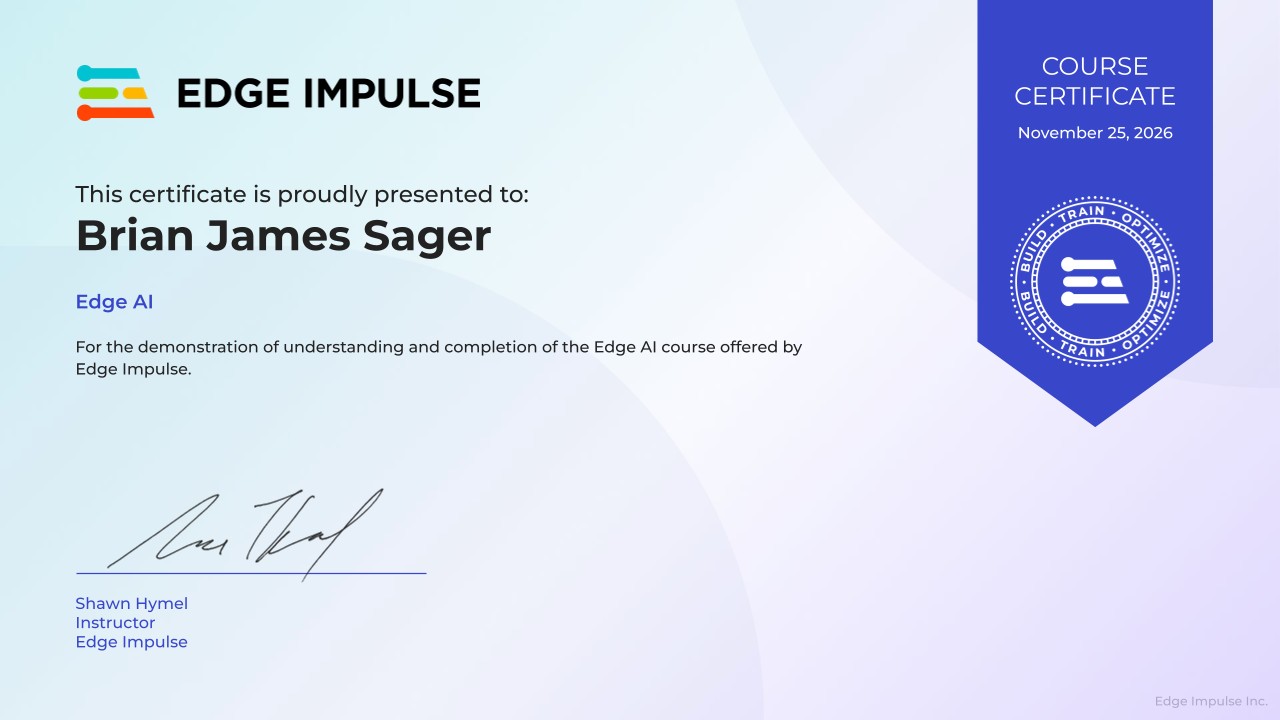 EDGE IMPULSE
COURSE
CERTIFICATE
November 25, 2026
This certificate is proudly presented to:
Brian James Sager
Edge AI
For the demonstration of understanding and completion of the Edge AI course offered by
Edge Impulse.
BUILD • TRAIN • OPTIMIZE •
BUILD • TRAIN • OPTIMIZE •
Shawn Hymel
Instructor
Edge Impulse
Edge Impulse Inc.